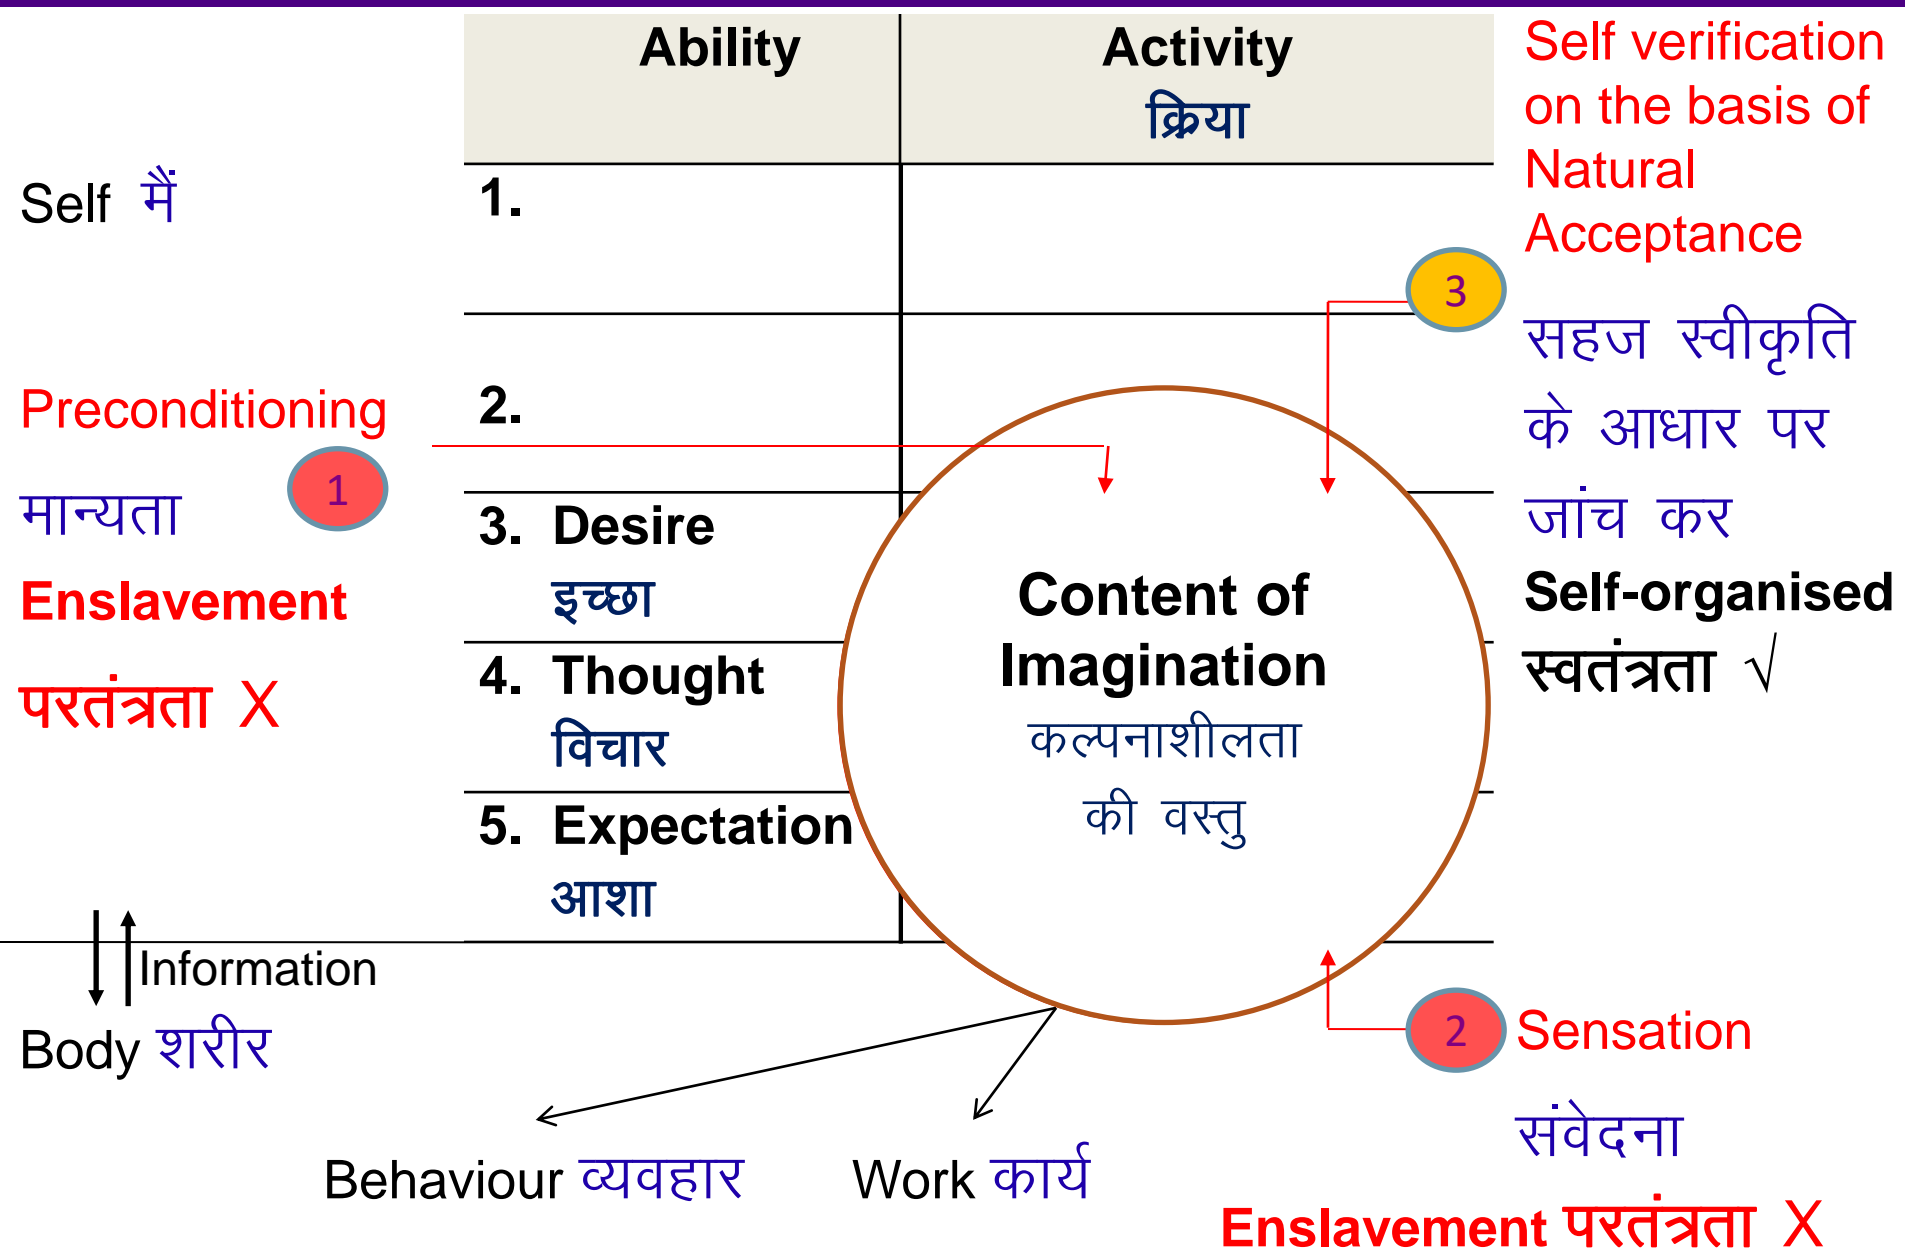 Ability
Activity
क्रिया
Self verification
on the basis of
Natural
Acceptance
Self मैं
1.
3
सहज स्वीकृति
के आधार पर
जांच कर
Self-organised
स्वतंत्रता √
Preconditioning
1
मान्यता
Enslavement
परतंत्रता X
2.
3. Desire
इच्छा
4. Thought
विचार
5. Expectation
आशा
Content of
Imagination
कल्पनाशीलता
की वस्तु
Information
Body शरीर
2 Sensation
संवेदना
Behaviour व्यवहार
Work कार्य
Enslavement परतंत्रता X